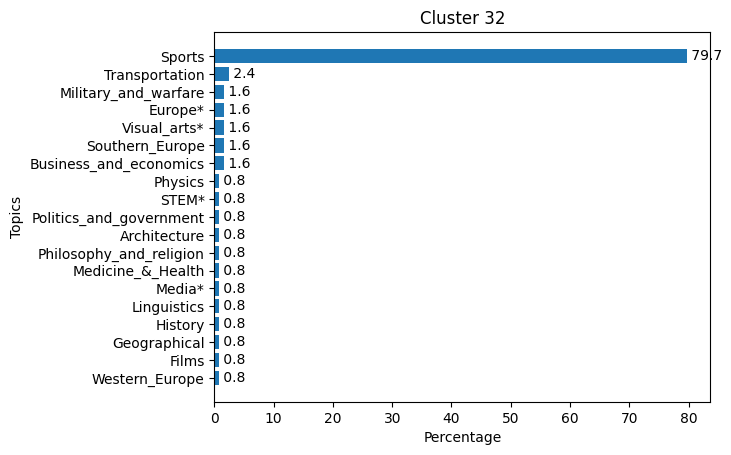 Cluster 32
Topics
Sports 79.7
Transportation 2.4
Military_and_warfare 1.6
Europe* 1.6
Visual_arts* 1.6
Southern_Europe 1.6
Business_and_economics 1.6
Physics 0.8
STEM* 0.8
Politics_and_government 0.8
Architecture 0.8
Philosophy_and_religion 0.8
Medicine_&_Health 0.8
Media* 0.8
Linguistics 0.8
History 0.8
Geographical 0.8
Films 0.8
Western_Europe 0.8
0 10 20 30 40 50 60 70 80
Percentage